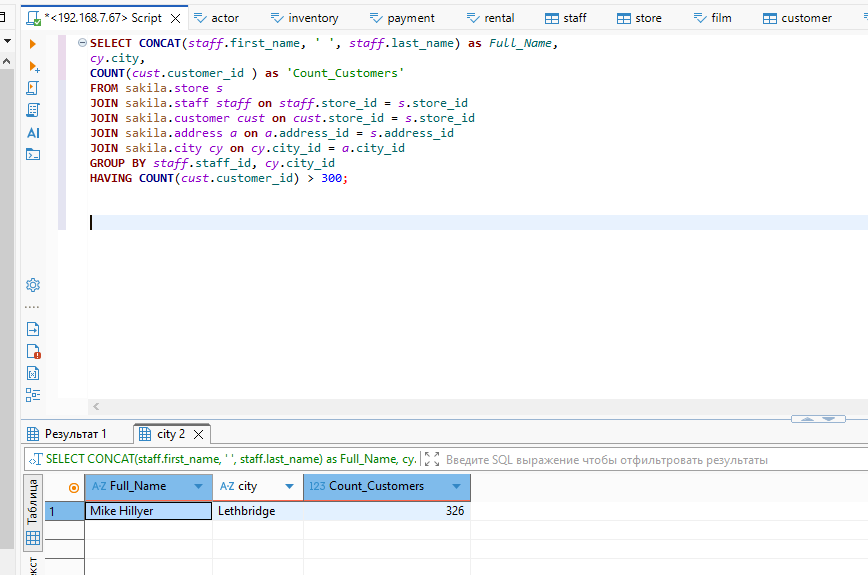 *<192.168.7.67> Script actor inventory payment rental staff store film customer
SELECT CONCAT(staff.first_name, ' ', staff.last_name) as Full_Name,
cy.city,
COUNT(cust.customer_id ) as 'Count_Customers'
FROM sakila.store s
JOIN sakila.staff staff on staff.store_id = s.store_id
JOIN sakila.customer cust on cust.store_id = s.store_id
JOIN sakila.address a on a.address_id = s.address_id
JOIN sakila.city cy on cy.city_id = a.city_id
GROUP BY staff.staff_id, cy.city_id
HAVING COUNT(cust.customer_id) > 300;
AI
Результат 1 city 2
SELECT CONCAT(staff.first_name, ' ', staff.last_name) as Full_Name, cy. Введите SQL выражение чтобы отфильтровать результаты
Таблица
A-Z Full_Name A-Z city 123 Count_Customers
1 Mike Hillyer Lethbridge 326